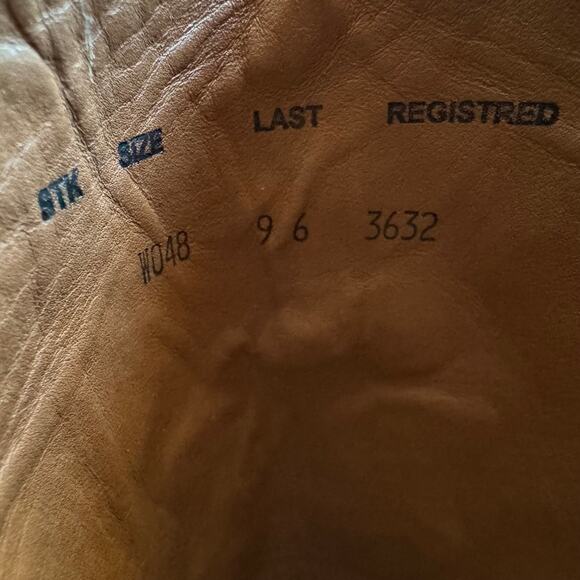 STK SIZE LAST REGISTRED
W048 9 6 3632